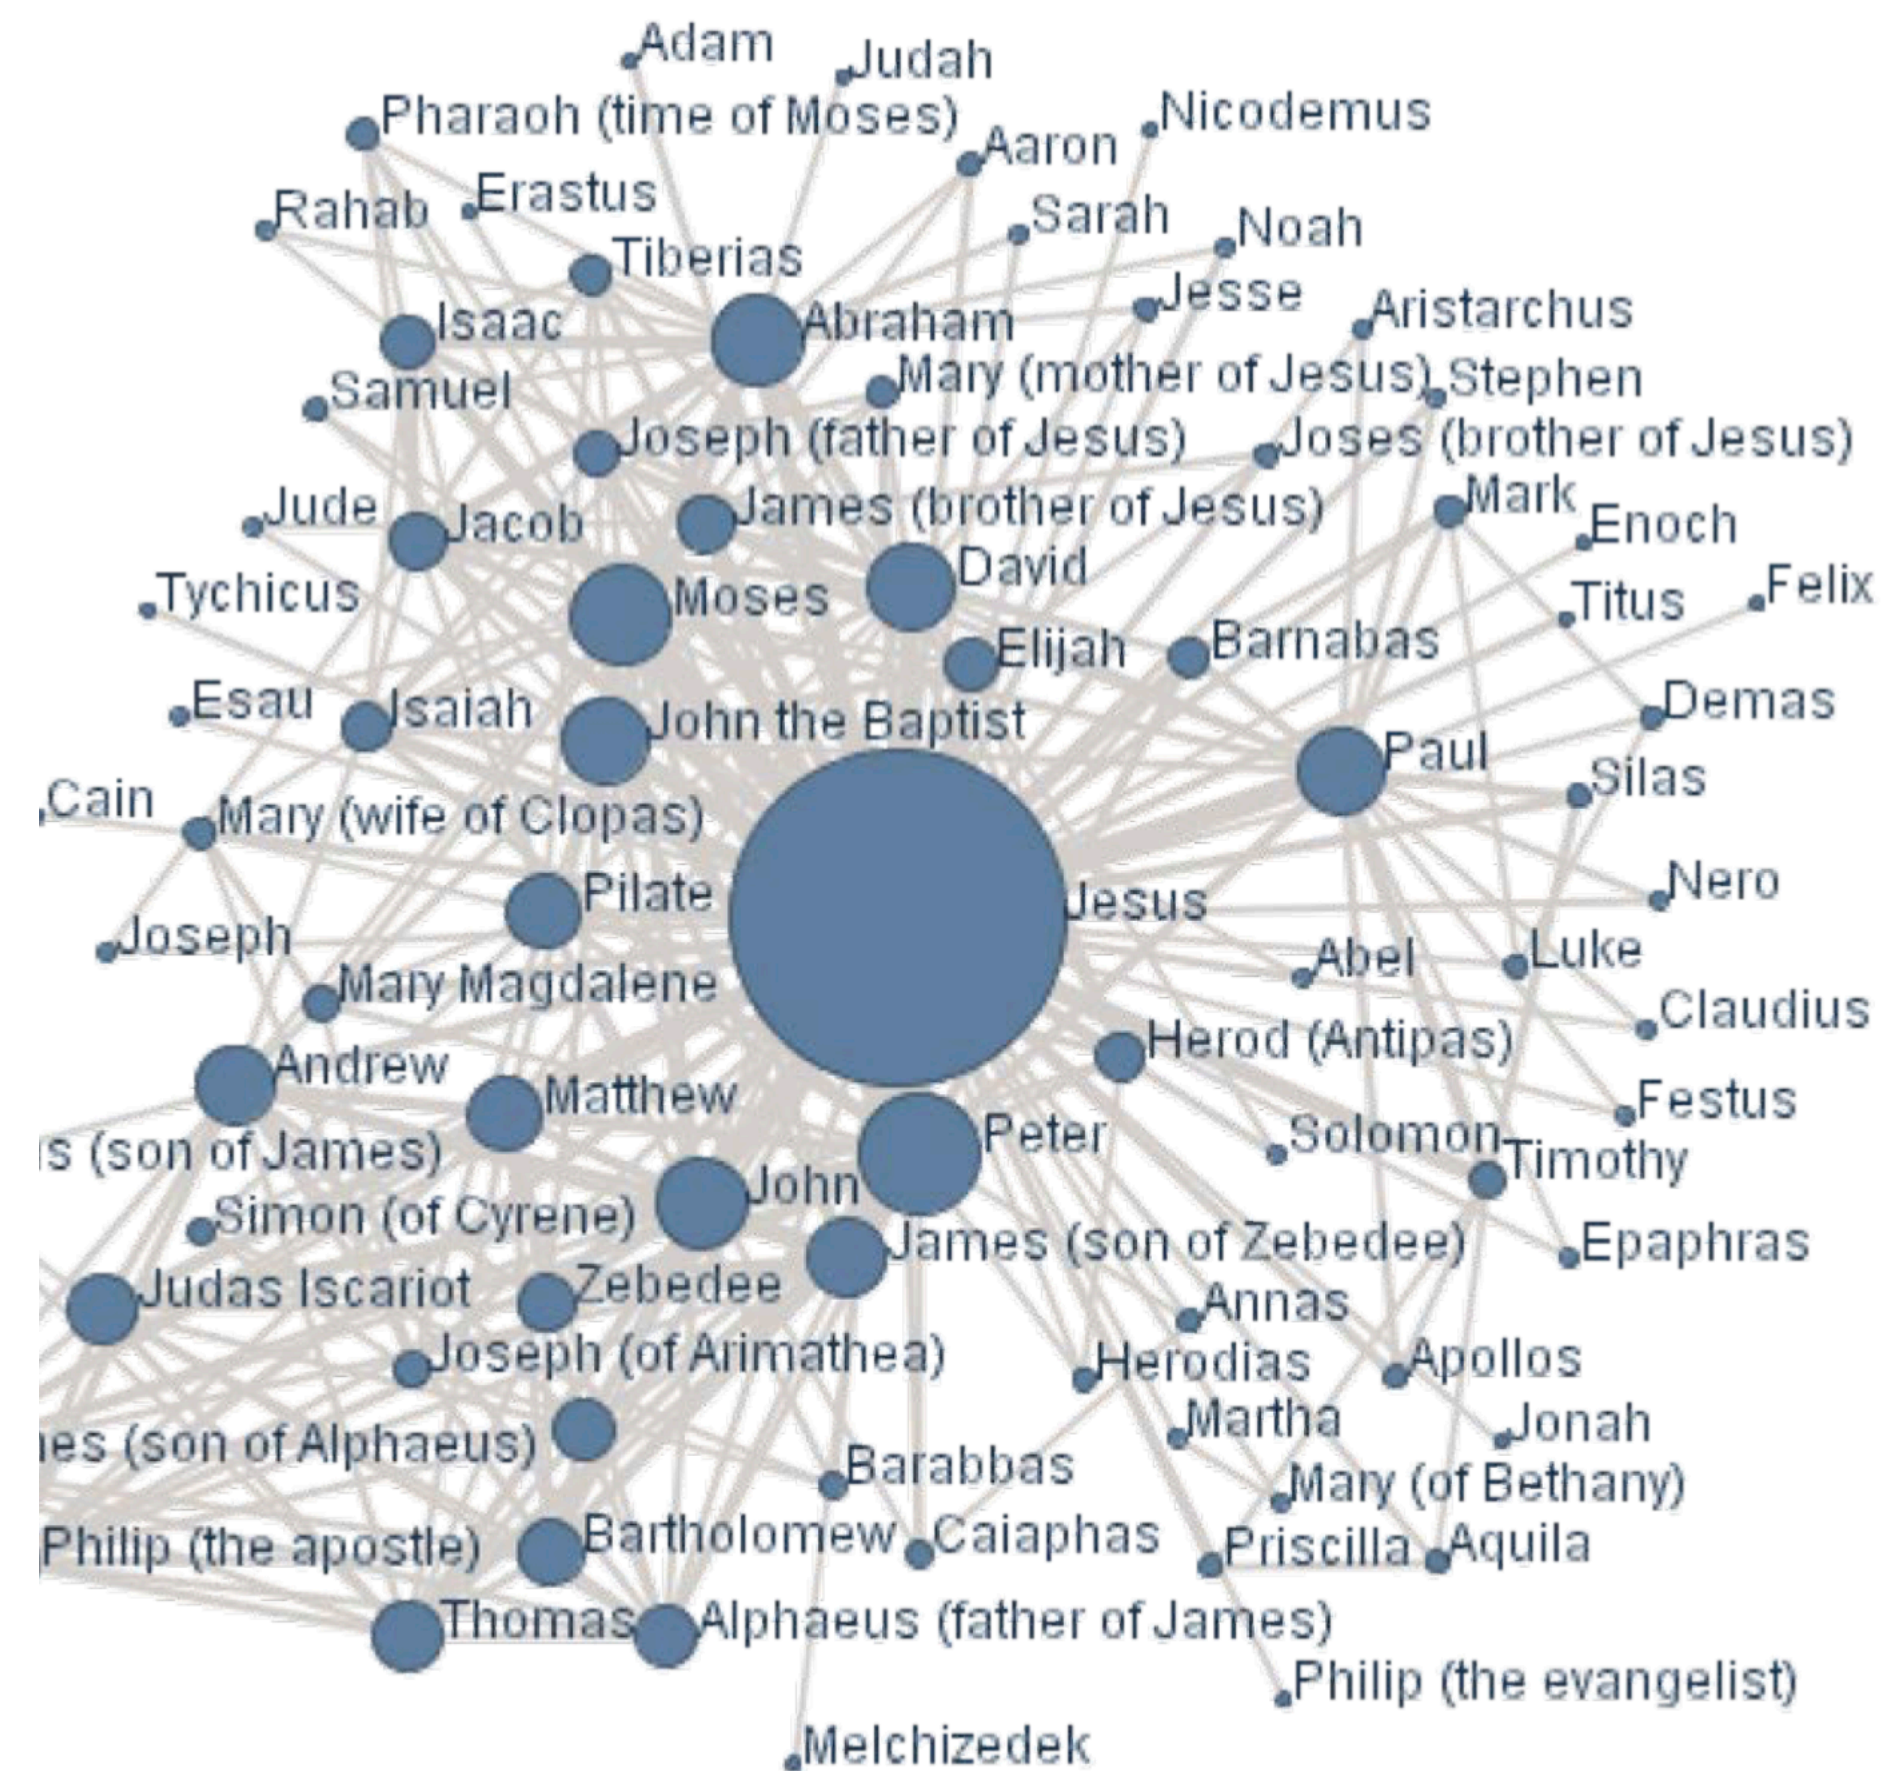 Adam
Judah
Pharaoh (time of Moses)
Nicodemus
Aaron
Erastus
Rahab
Sarah
Noah
Tiberias
Jesse
Aristarchus
Isaac
Abraham
Mary (mother of Jesus)
Stephen
Samuel
Joseph (father of Jesus)
Joses (brother of Jesus)
Mark
James (brother of Jesus)
Jude
Jacob
Enoch
David
Felix
Tychicus
Moses
Titus
Elijah
Barnabas
Esau
Isaiah
Demas
John the Baptist
Paul
Silas
Cain
Mary (wife of Clopas)
Pilate
Nero
Jesus
Joseph
Abel
Luke
Mary Magdalene
Claudius
Herod (Antipas)
Andrew
Matthew
Festus
Peter
Solomon
s (son of James)
Timothy
John
Simon (of Cyrene)
James (son of Zebedee)
Epaphras
Judas Iscariot
Zebedee
Annas
Joseph (of Arimathea)
Herodias
Apollos
Martha
Jonah
es (son of Alphaeus)
Barabbas
Mary (of Bethany)
Philip (the apostle)
Bartholomew
Caiaphas
Priscilla
Aquila
Thomas
Alphaeus (father of James)
Philip (the evangelist)
Melchizedek